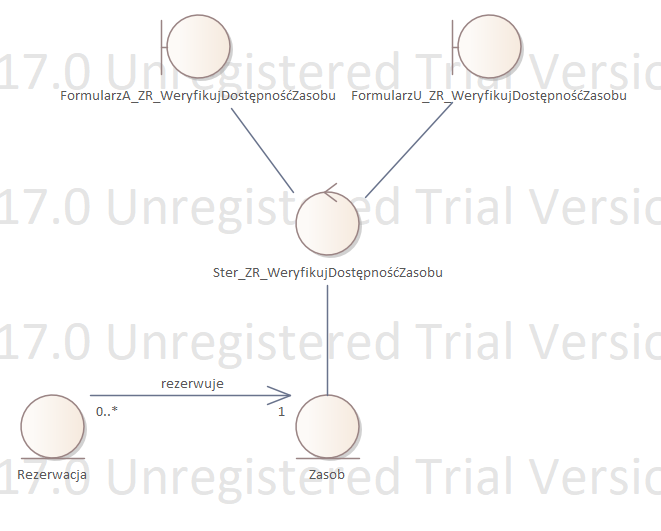 17.0 Unregistered Trial Versio
FormularzA_ZR_WeryfikujDostępnośćZasobu FormularzU_ZR_WeryfikujDostępnośćZasobu
17.0 Unregistered Trial Versio
Ster_ZR_WeryfikujDostępnośćZasobu
17.0 Unregistered Trial Versio
rezerwuje
0..* 1
Rezerwacja Zasob
17.0 Unregistered Trial Versio